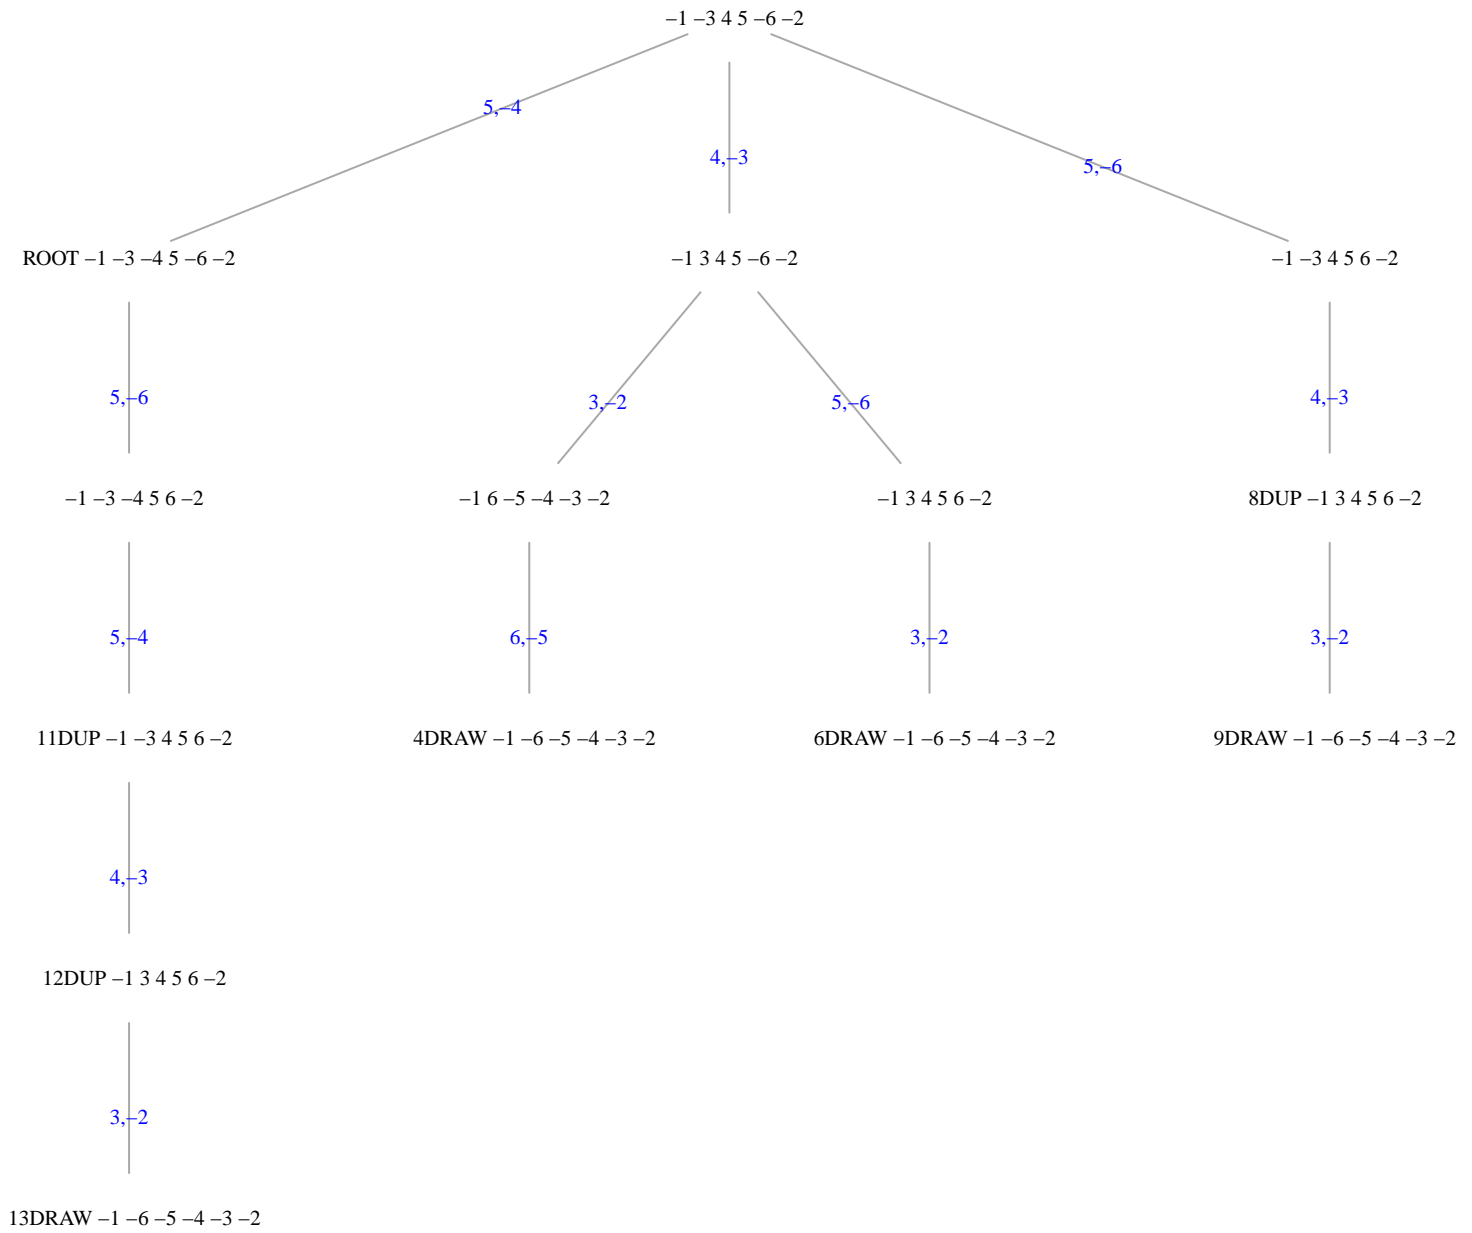 –1 –3 4 5 –6 –2
5,–4
4,–3
5,–6
ROOT –1 –3 –4 5 –6 –2
–1 3 4 5 –6 –2
–1 –3 4 5 6 –2
5,–6
3,–2
5,–6
4,–3
–1 –3 –4 5 6 –2
–1 6 –5 –4 –3 –2
–1 3 4 5 6 –2
8DUP –1 3 4 5 6 –2
5,–4
6,–5
3,–2
3,–2
11DUP –1 –3 4 5 6 –2
4DRAW –1 –6 –5 –4 –3 –2
6DRAW –1 –6 –5 –4 –3 –2
9DRAW –1 –6 –5 –4 –3 –2
4,–3
12DUP –1 3 4 5 6 –2
3,–2
13DRAW –1 –6 –5 –4 –3 –2